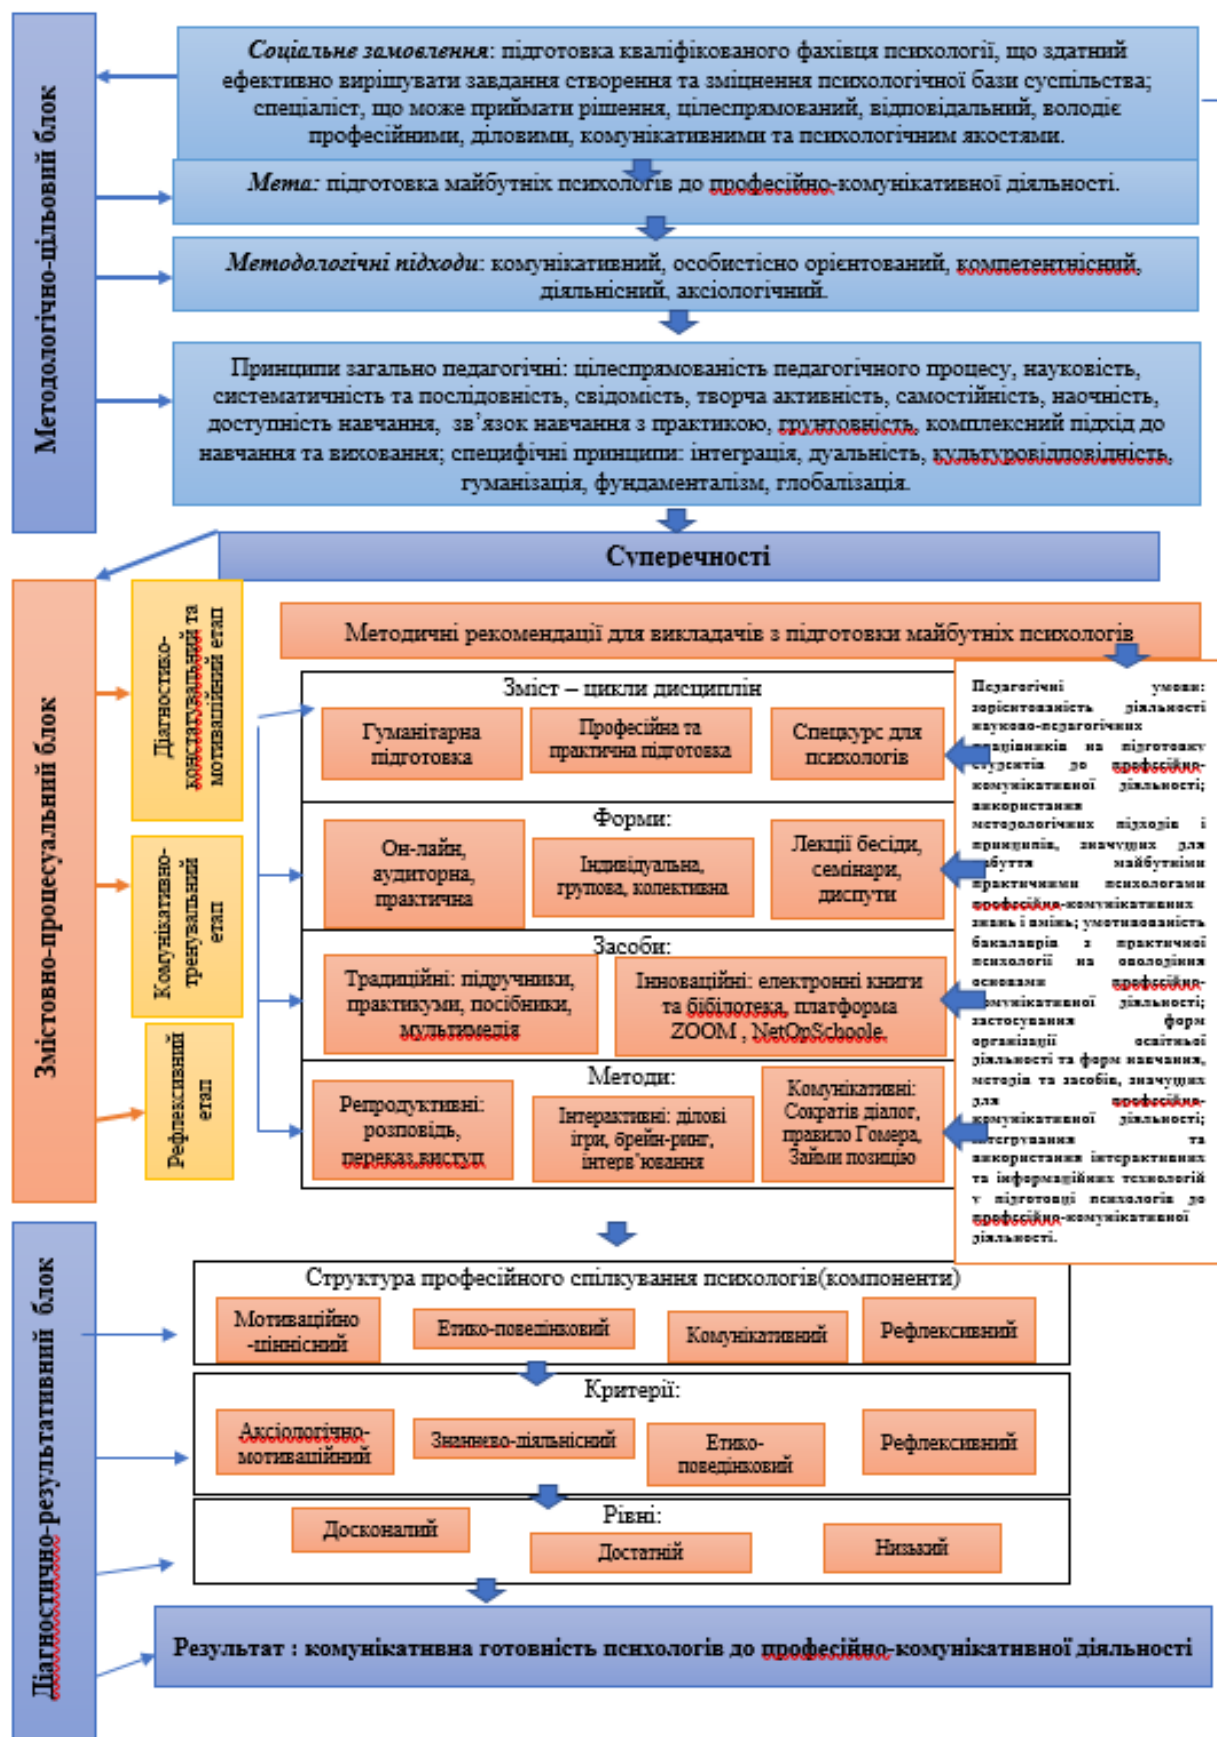 Методологічно-цільовий блок
Соціальне замовлення: підготовка кваліфікованого фахівця психології, що здатний
ефективно вирішувати завдання створення та зміцнення психологічної бази суспільства;
спеціаліст, що може приймати рішення, цілеспрямований, відповідальний, володіє
професійними, діловими, комунікативними та психологічним якостями.
Мета: підготовка майбутніх психологів до професійно-комунікативної діяльності.
Методологічні підходи: комунікативний, особистісно орієнтований, компетентнісний,
діяльнісний, аксіологічний.
Принципи загально педагогічні: цілеспрямованість педагогічного процесу, науковість,
систематичність та послідовність, свідомість, творча активність, самостійність, наочність,
доступність навчання, зв’язок навчання з практикою, грунтовність, комплексний підхід до
навчання та виховання; специфічні принципи: інтеграція, дуальність, культуровідповідність,
гуманізація, фундаменталізм, глобалізація.
Суперечності
Змістовно-процесуальний блок
Діагностико-
констатувальний та
мотиваційний етап
Комунікативно-
тренувальний
етап
Рефлексивний
етап
Методичні рекомендації для викладачів з підготовки майбутніх психологів
Зміст – цикли дисциплін
Гуманітарна
підготовка
Професійна та
практична підготовка
Спецкурс для
психологів
Форми:
Он-лайн,
аудиторна,
практична
Індивідуальна,
групова, колективна
Лекції бесіди,
семінари,
диспути
Засоби:
Традиційні: підручники,
практикуми, посібники,
мультимедія
Інноваційні: електронні книги
та бібілотека, платформа
ZOOM , NetOpSchoole.
Методи:
Репродуктивні:
розповідь,
переказ,виступ
Інтерактивні: ділові
ігри, брейн-ринг,
інтерв’ювання
Комунікативні:
Сократів діалог,
правило Гомера,
Займи позицію
Педагогічні умови:
зорієнтованість діяльності
науково-педагогічних
працівників на підготовку
студентів до професійно-
комунікативної діяльності;
використання
методологічних підходів і
принципів, значущих для
набуття майбутніми
практичними психологами
професійно-комунікативних
знань і вмінь; умотивованість
бакалаврів з практичної
психології на оволодіння
основами професійно-
комунікативної діяльності;
застосування форм
організації освітньої
діяльності та форм навчання,
методів та засобів, значущих
для професійно-
комунікативної діяльності;
інтегрування та
використання інтерактивних
та інформаційних технологій
у підготовці психологів до
професійно-комунікативної
діяльності.
Діагностично-результативний блок
Структура професійного спілкування психологів(компоненти)
Мотиваційно
-ціннісний
Етико-поведінковий
Комунікативний
Рефлексивний
Критерії:
Аксіологічно-
мотиваційний
Знаннєво-діяльнісний
Етико-
поведінковий
Рефлексивний
Рівні:
Досконалий
Достатній
Низький
Результат : комунікативна готовність психологів до професійно-комунікативної діяльності